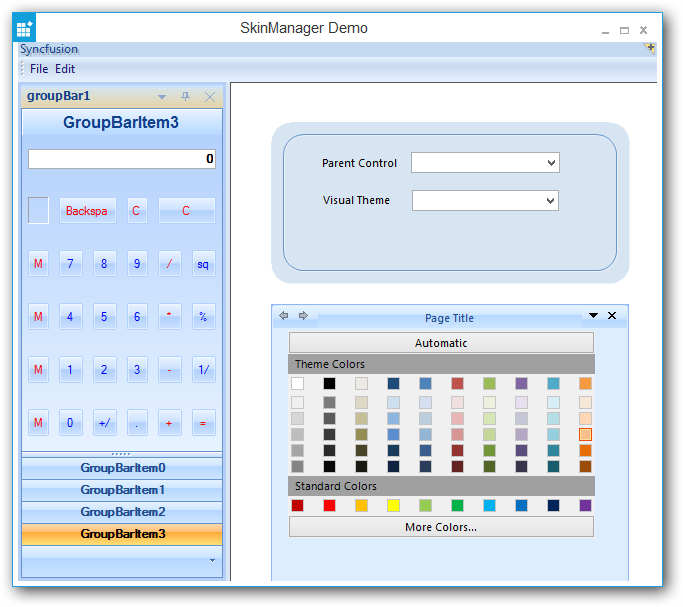 SkinManager Demo
Syncfusion
File Edit
groupBar1
GroupBarItem3
0
Backspa C C
M 7 8 9 / sq
M 4 5 6 * %
M 1 2 3 - 1/
M 0 +/ . + =
GroupBarItem0
GroupBarItem1
GroupBarItem2
GroupBarItem3
Parent Control
Visual Theme
Page Title
Automatic
Theme Colors
Standard Colors
More Colors...